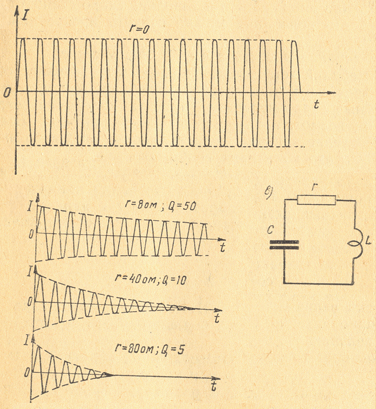 I
r=0
0
t
I
r=8ом; Q=50
0
t
I
r=40ом; Q=10
0
t
I
r=80ом; Q=5
0
t
в)
r
C
L